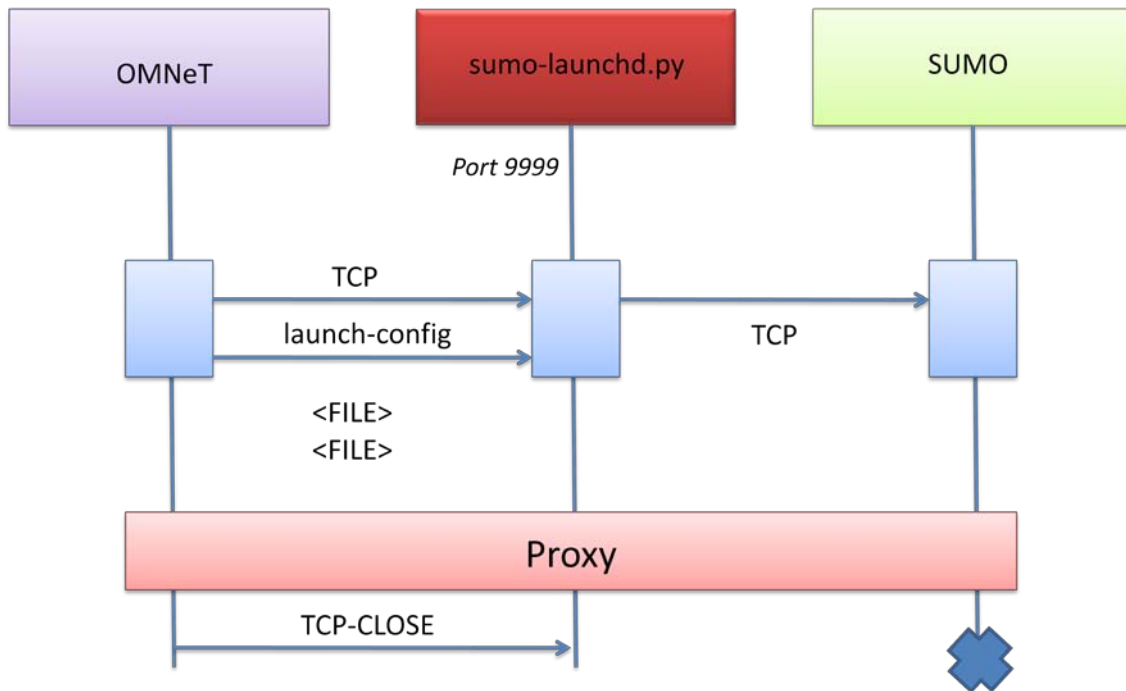 OMNeT
sumo-launchd.py
SUMO
Port 9999
TCP
launch-config
TCP
<FILE>
<FILE>
Proxy
TCP-CLOSE